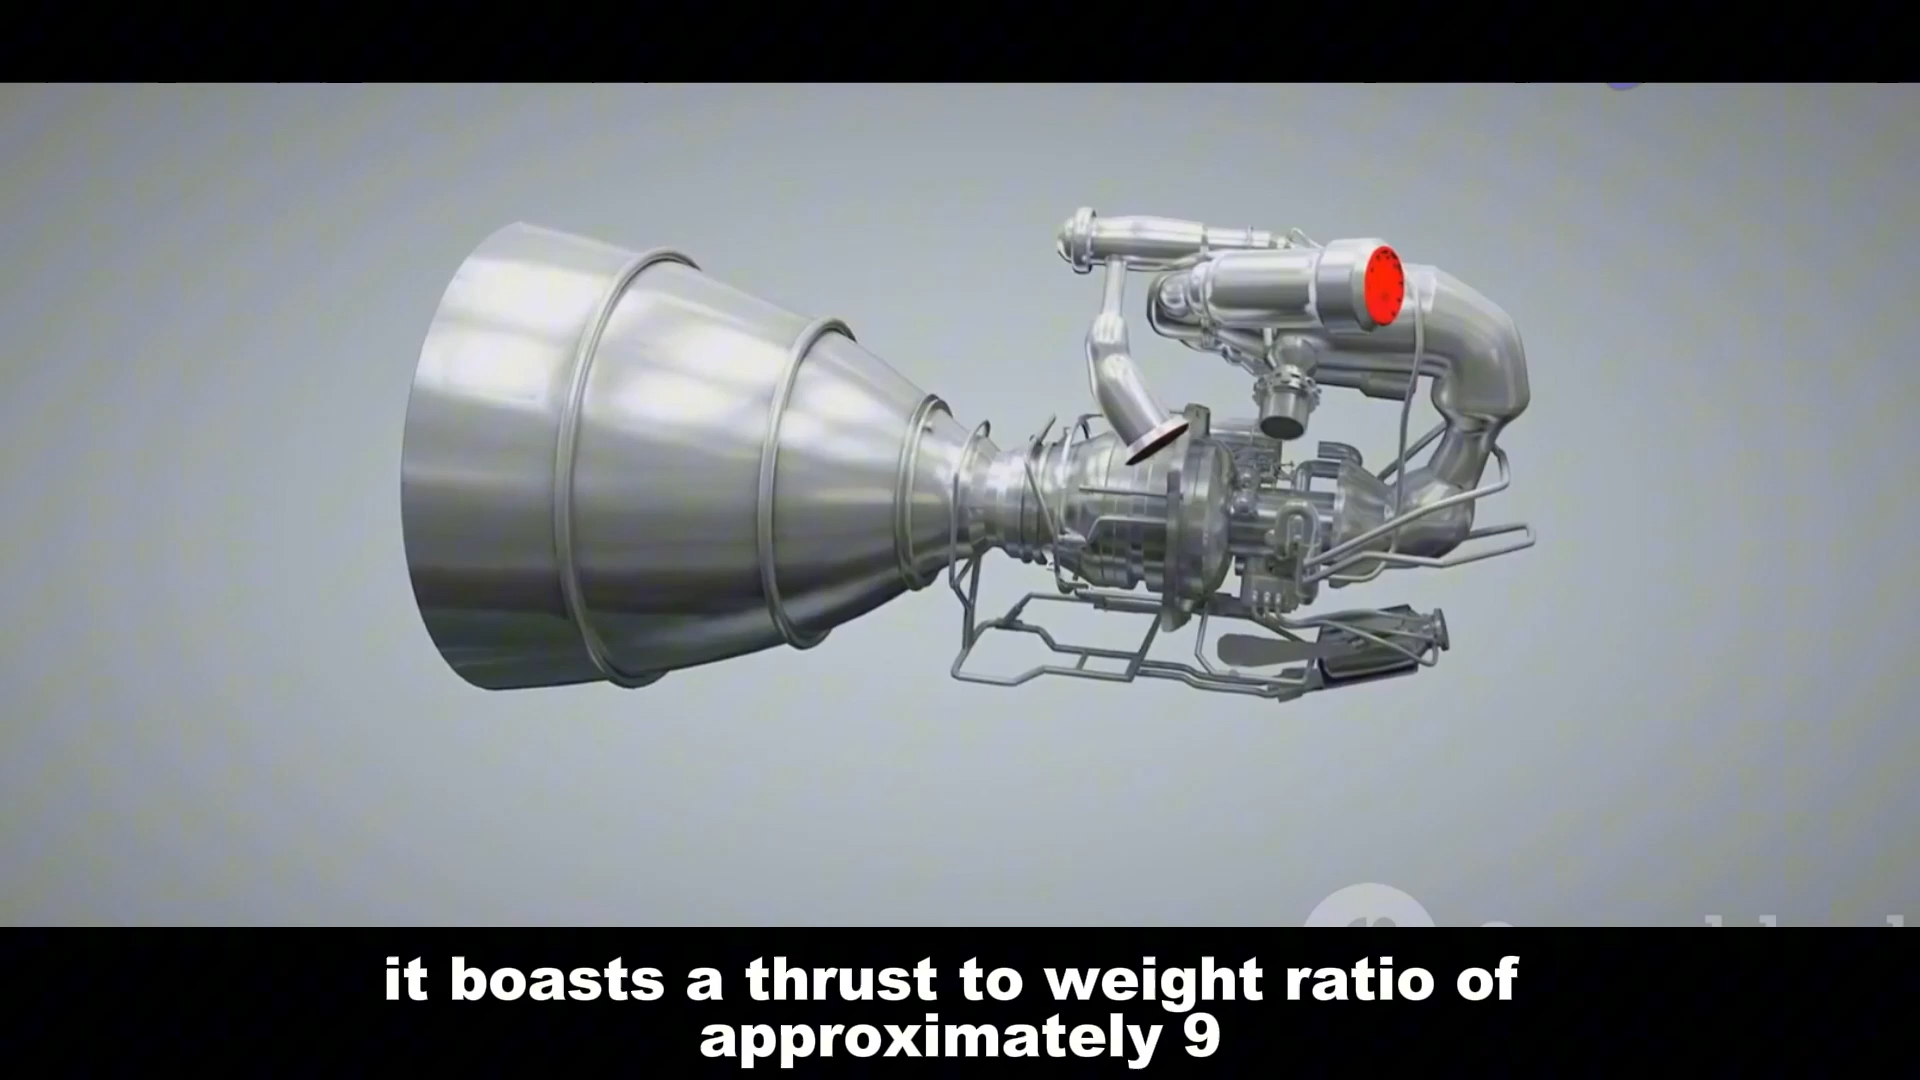 it boasts a thrust to weight ratio of
approximately 9